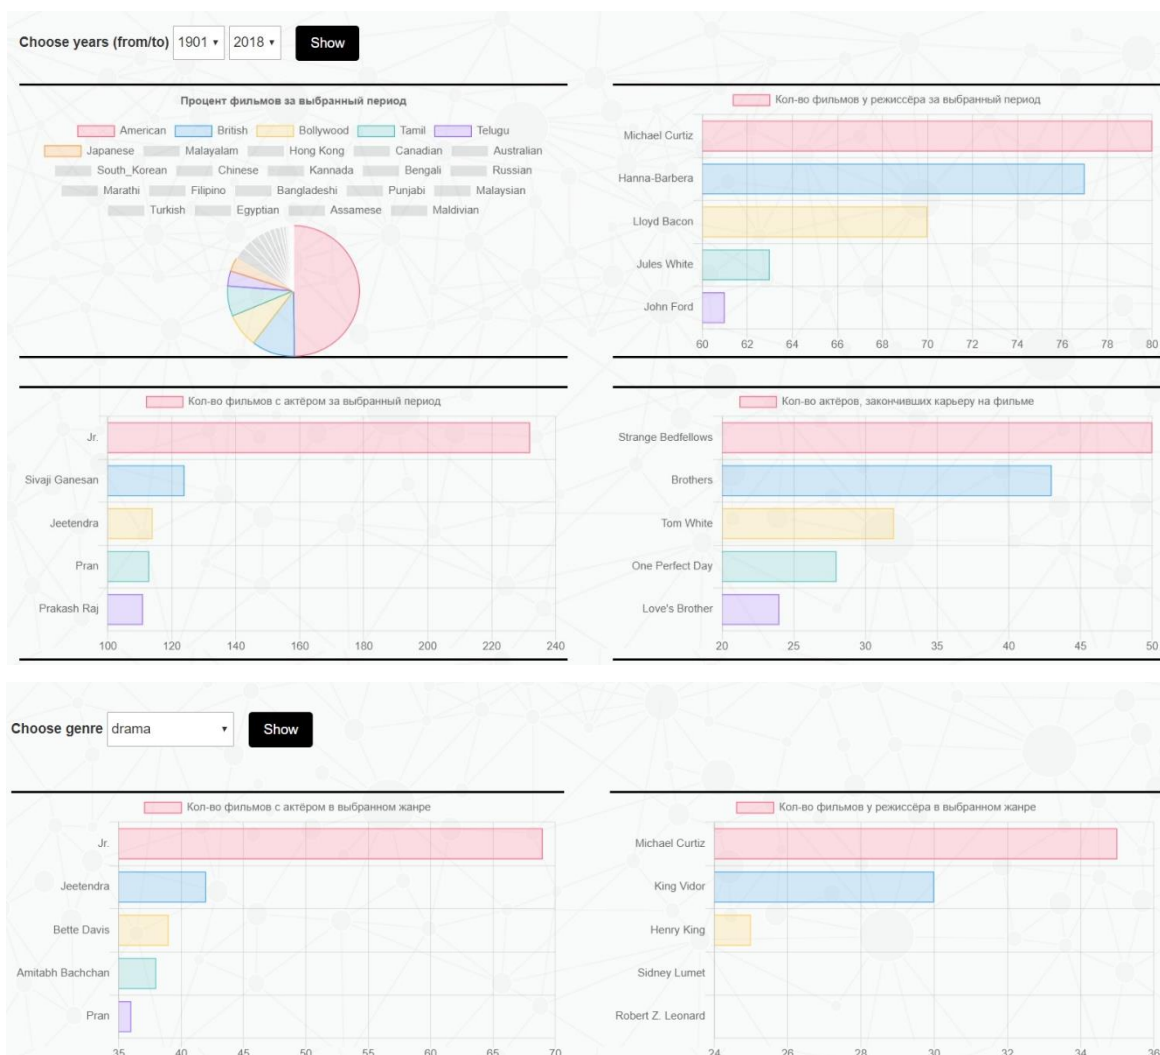 Choose years (from/to) 1901 2018 Show
Процент фильмов за выбранный период
American British Bollywood Tamil Telugu
Japanese Malayalam Hong Kong Canadian Australian
South_Korean Chinese Kannada Bengali Russian
Marathi Filipino Bangladeshi Punjabi Malaysian
Turkish Egyptian Assamese Maldivian
Кол-во фильмов у режиссёра за выбранный период
Michael Curtiz
Hanna-Barbera
Lloyd Bacon
Jules White
John Ford
60 62 64 66 68 70 72 74 76 78 80
Кол-во фильмов с актёром за выбранный период
Jr.
Sivaji Ganesan
Jeetendra
Pran
Prakash Raj
100 120 140 160 180 200 220 240
Кол-во актёров, закончивших карьеру на фильме
Strange Bedfellows
Brothers
Tom White
One Perfect Day
Love's Brother
20 25 30 35 40 45 50
Choose genre drama Show
Кол-во фильмов с актёром в выбранном жанре
Jr.
Jeetendra
Bette Davis
Amitabh Bachchan
Pran
35 40 45 50 55 60 65 70
Кол-во фильмов у режиссёра в выбранном жанре
Michael Curtiz
King Vidor
Henry King
Sidney Lumet
Robert Z. Leonard
24 26 28 30 32 34 36